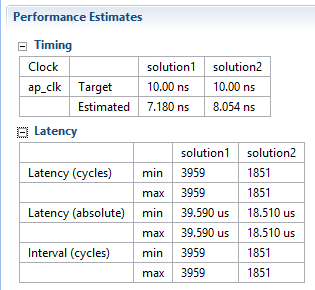 Performance Estimates
Timing
Clock solution1 solution2
ap_clk Target 10.00 ns 10.00 ns
Estimated 7.180 ns 8.054 ns
Latency
solution1 solution2
Latency (cycles) min 3959 1851
max 3959 1851
Latency (absolute) min 39.590 us 18.510 us
max 39.590 us 18.510 us
Interval (cycles) min 3959 1851
max 3959 1851